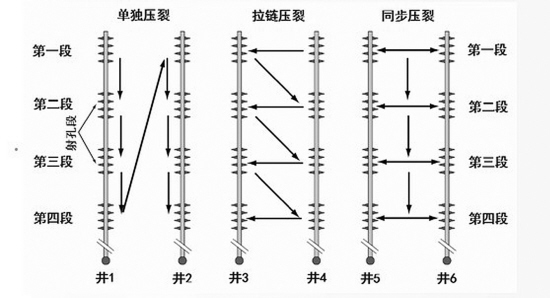 单独压裂 拉链压裂 同步压裂
第一段 第一段
第二段 第二段
射孔段
第三段 第三段
第四段 第四段
井1 井2 井3 井4 井5 井6